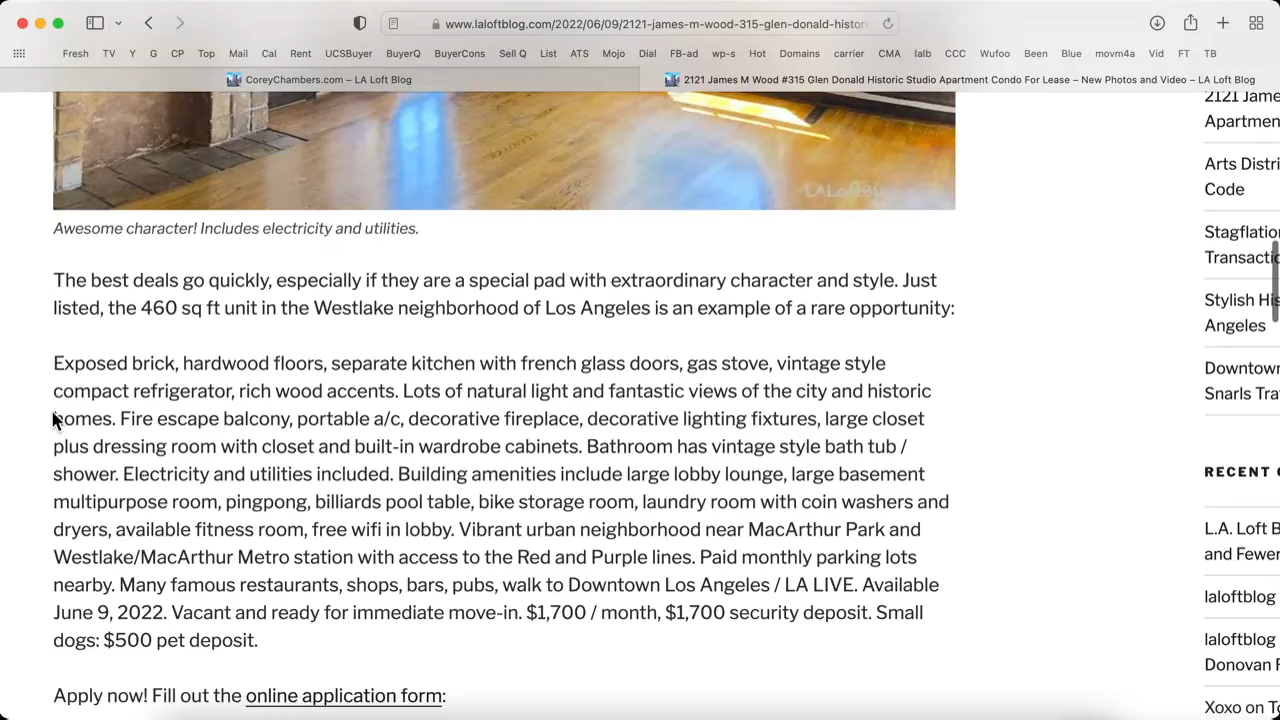 www.laloftblog.com/2022/06/09/2121-james-m-wood-315-glen-donald-histori
Fresh TV Y G CP Top Mail Cal Rent UCSBuyer BuyerQ BuyerCons Sell Q List ATS Mojo Dial FB-ad wp-s Hot Domains carrier CMA lalb CCC Wufoo Been Blue movm4a Vid FT TB
CoreyChambers.com – LA Loft Blog
2121 James M Wood #315 Glen Donald Historic Studio Apartment Condo For Lease – New Photos and Video – LA Loft Blog
Awesome character! Includes electricity and utilities.
The best deals go quickly, especially if they are a special pad with extraordinary character and style. Just
listed, the 460 sq ft unit in the Westlake neighborhood of Los Angeles is an example of a rare opportunity:
Exposed brick, hardwood floors, separate kitchen with french glass doors, gas stove, vintage style
compact refrigerator, rich wood accents. Lots of natural light and fantastic views of the city and historic
homes. Fire escape balcony, portable a/c, decorative fireplace, decorative lighting fixtures, large closet
plus dressing room with closet and built-in wardrobe cabinets. Bathroom has vintage style bath tub /
shower. Electricity and utilities included. Building amenities include large lobby lounge, large basement
multipurpose room, pingpong, billiards pool table, bike storage room, laundry room with coin washers and
dryers, available fitness room, free wifi in lobby. Vibrant urban neighborhood near MacArthur Park and
Westlake/MacArthur Metro station with access to the Red and Purple lines. Paid monthly parking lots
nearby. Many famous restaurants, shops, bars, pubs, walk to Downtown Los Angeles / LA LIVE. Available
June 9, 2022. Vacant and ready for immediate move-in. $1,700 / month, $1,700 security deposit. Small
dogs: $500 pet deposit.
Apply now! Fill out the online application form:
2121 Jame
Apartmen
Arts Distri
Code
Stagflatio
Transactio
Stylish His
Angeles
Downtown
Snarls Tra
RECENT
L.A. Loft B
and Fewer
laloftblog
laloftblog
Donovan F
Xoxo on To